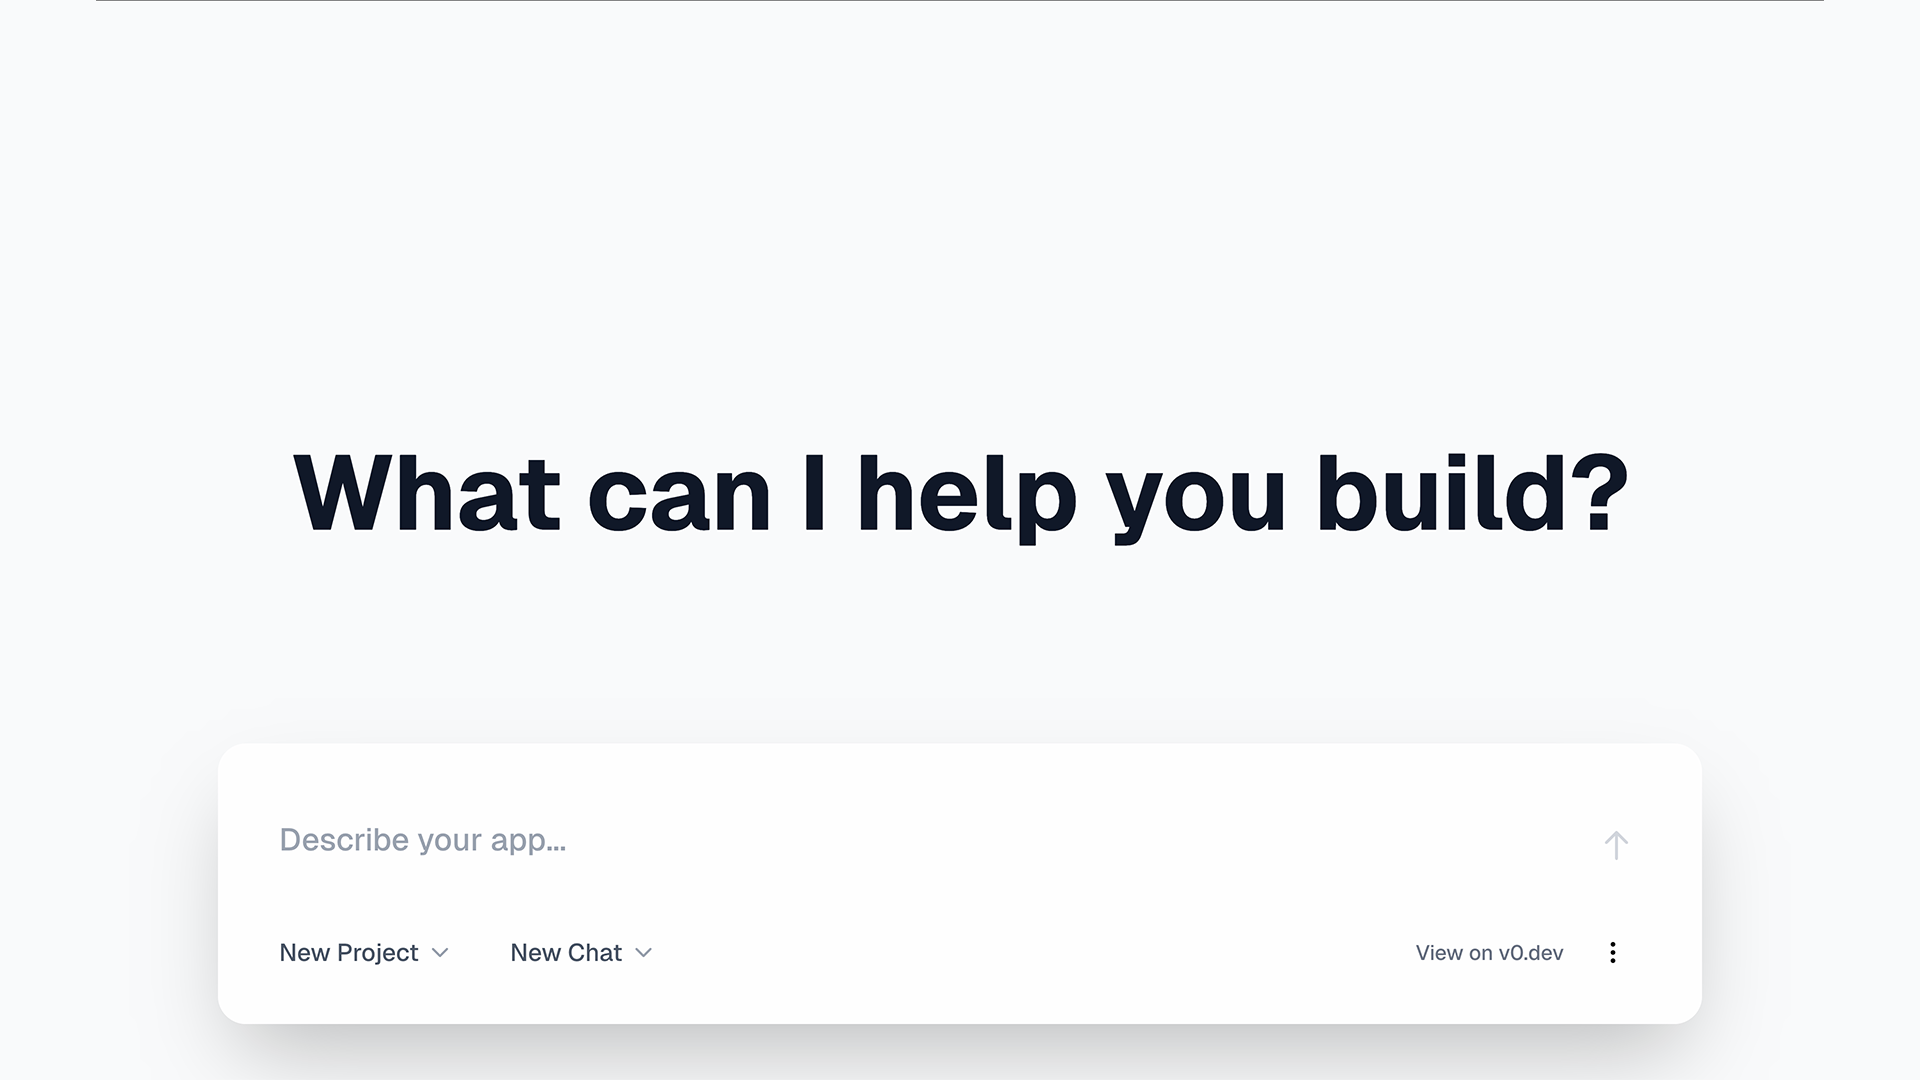 What can I help you build?
Describe your app...
New Project
New Chat
View on v0.dev